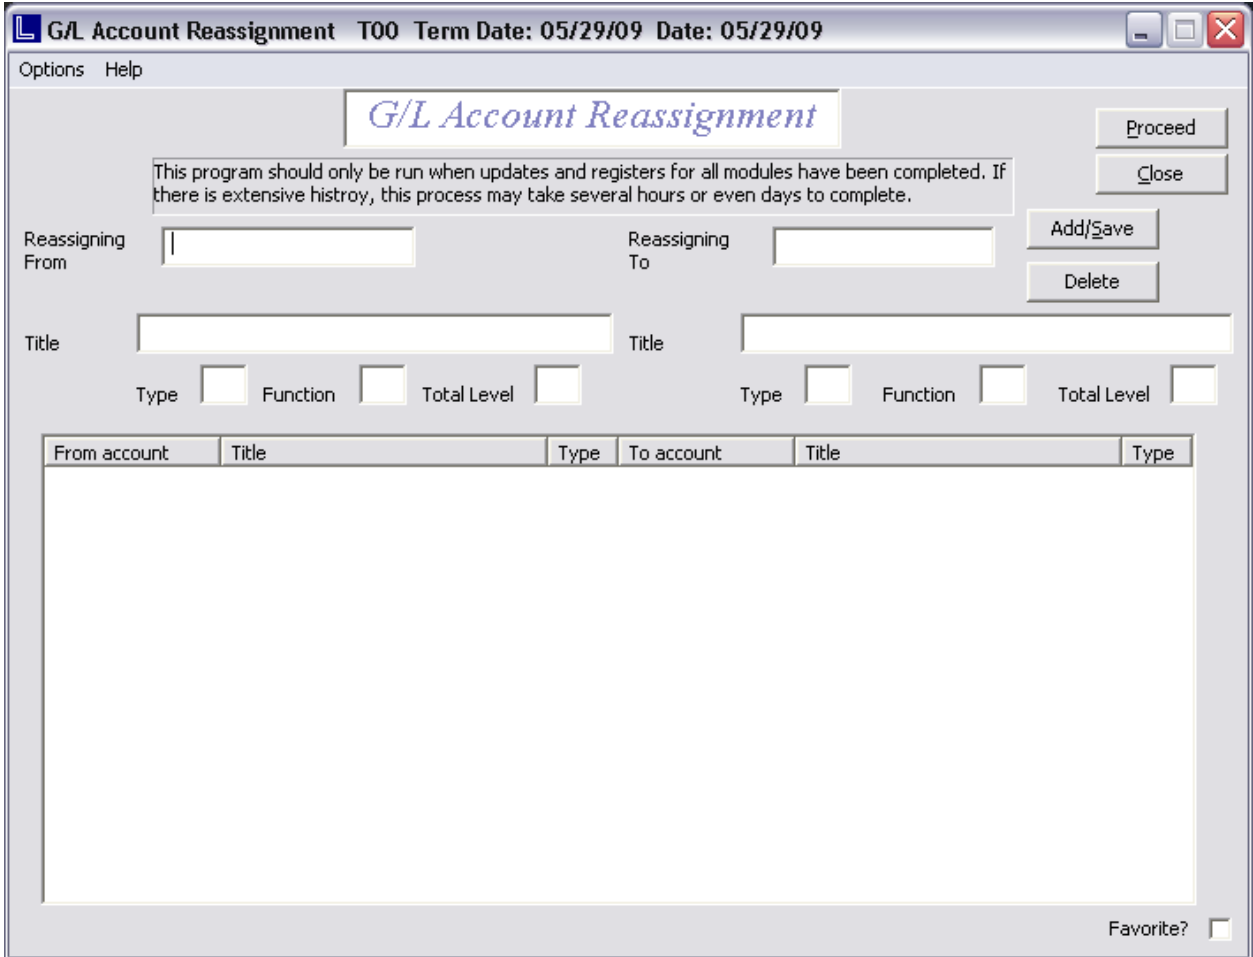 L G/L Account Reassignment T00 Term Date: 05/29/09 Date: 05/29/09
Options Help
G/L Account Reassignment
Proceed
This program should only be run when updates and registers for all modules have been completed. If
there is extensive histroy, this process may take several hours or even days to complete.
Close
Reassigning
From
Reassigning
To
Add/Save
Delete
Title
Title
Type Function Total Level
Type Function Total Level
From account Title Type To account Title Type
Favorite?